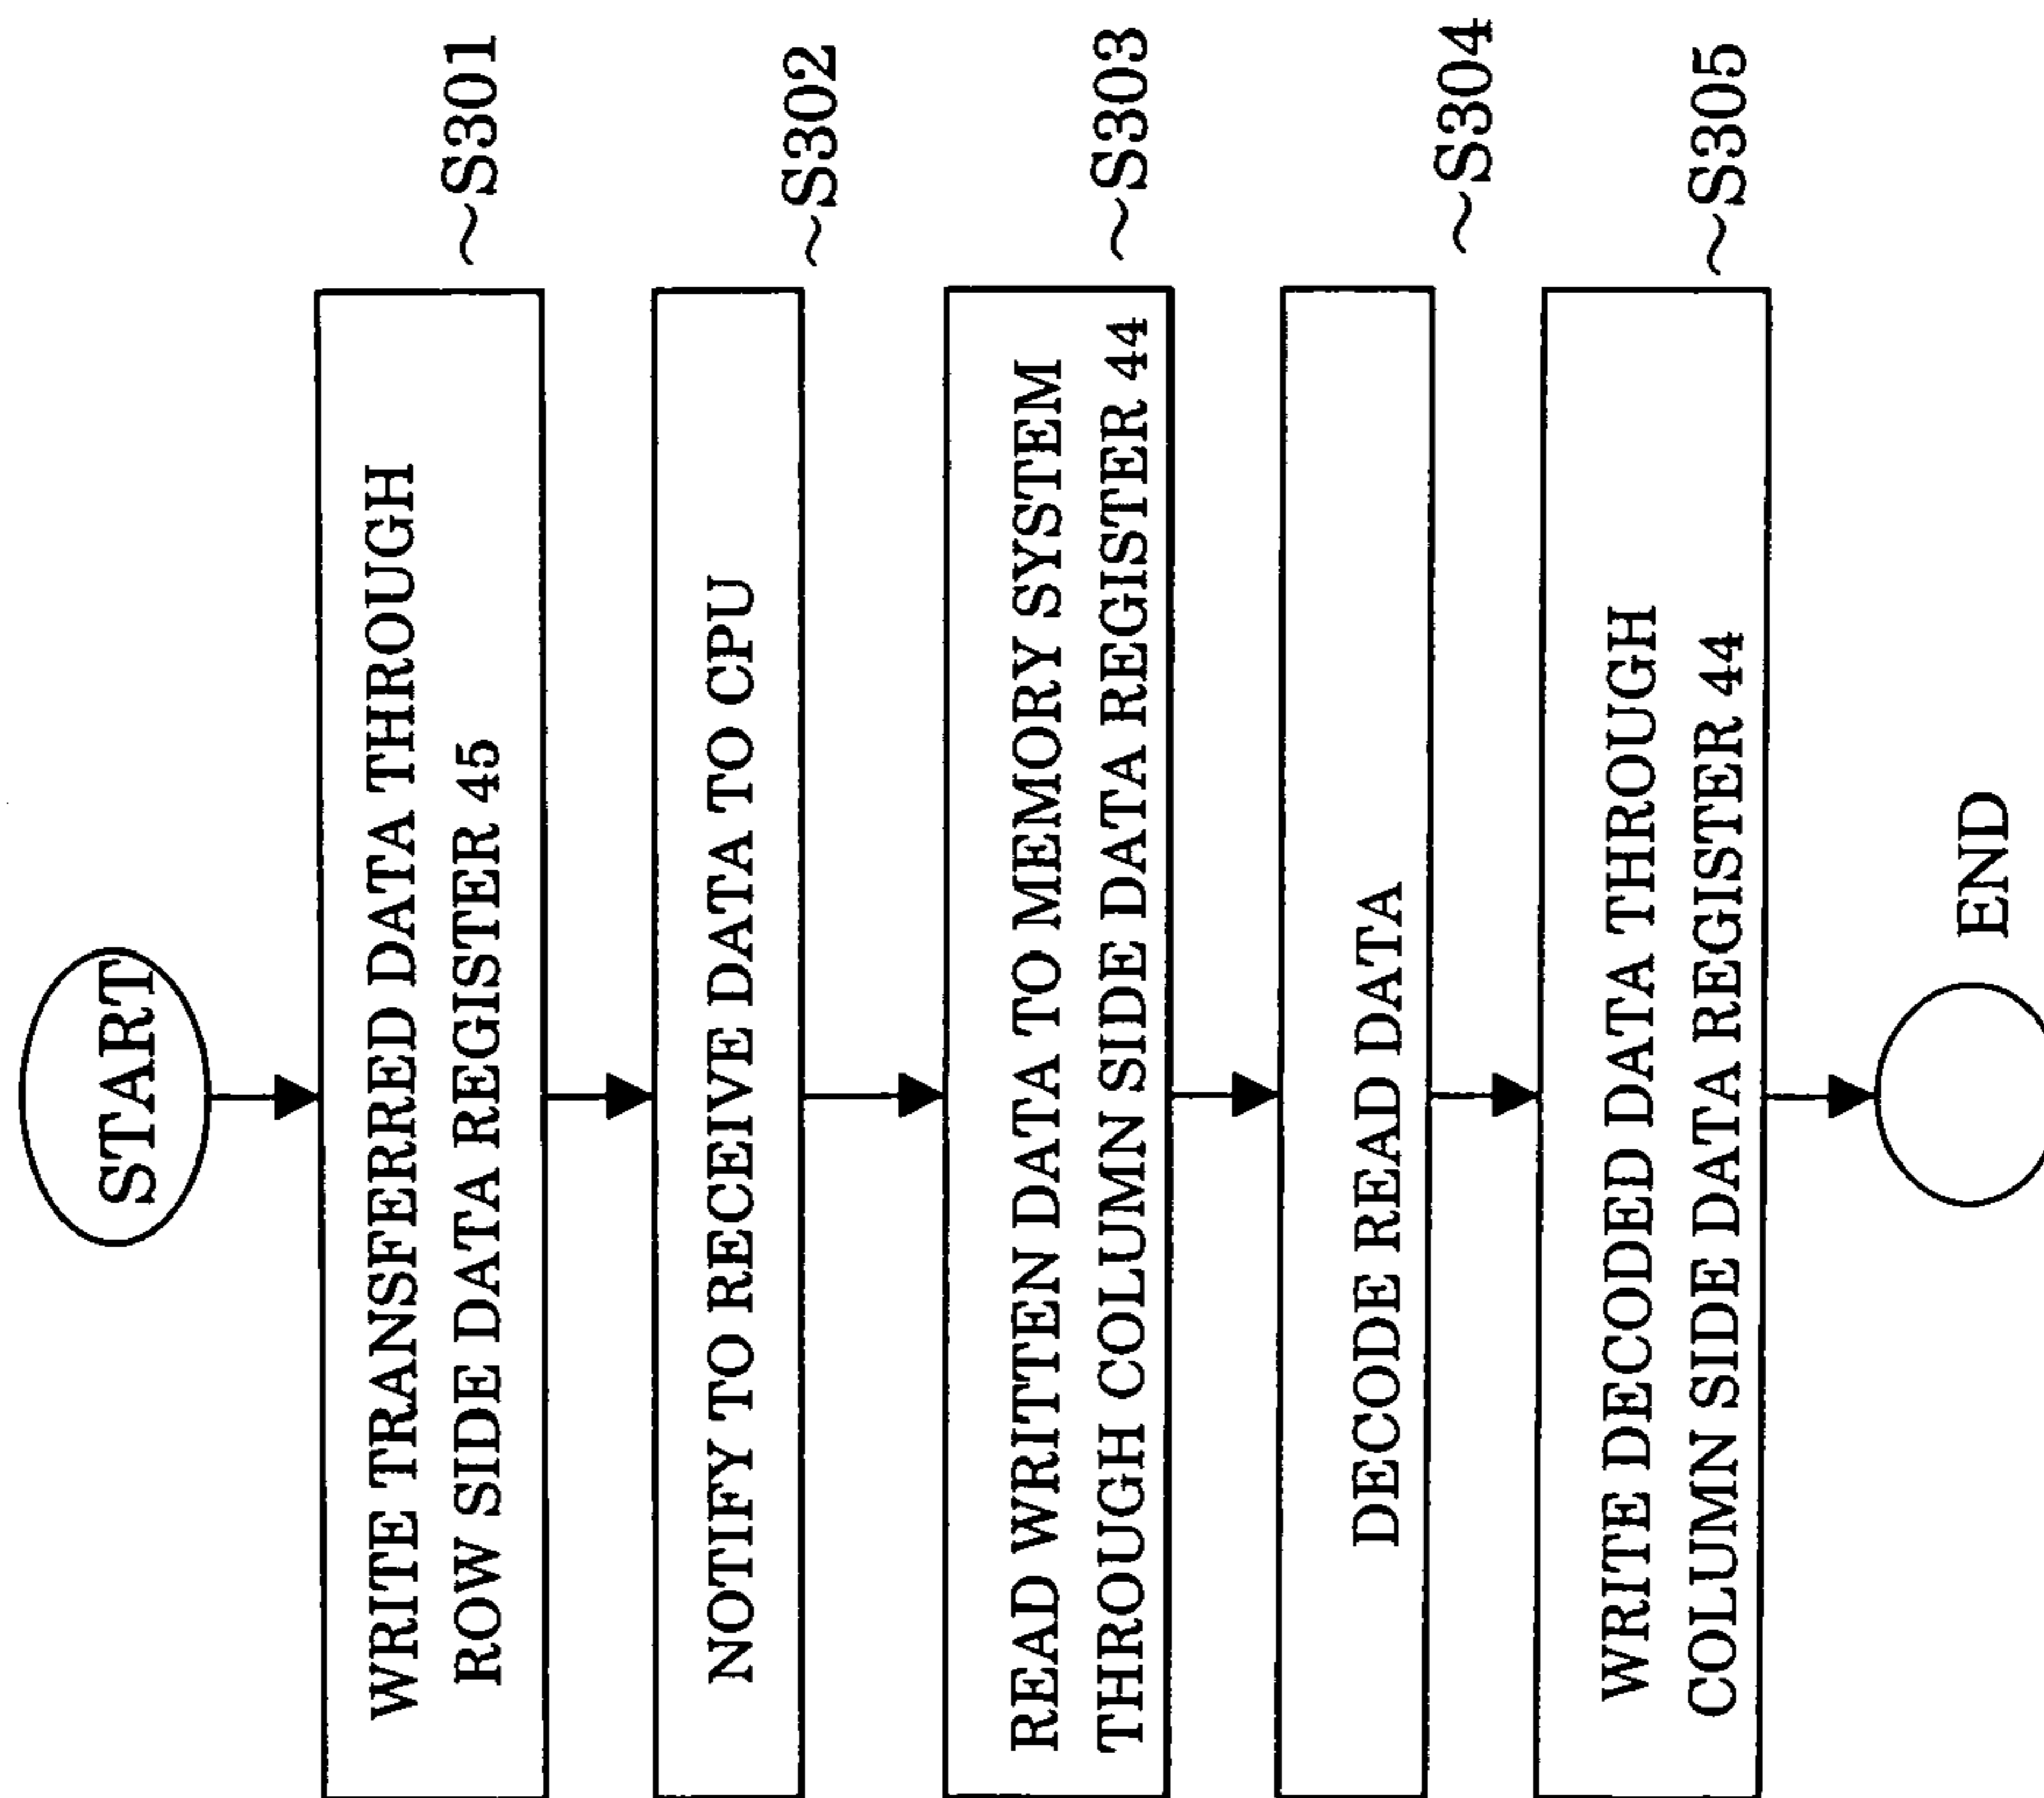 START
WRITE TRANSFERRED DATA THROUGH
ROW SIDE DATA REGISTER 45
~S301
NOTIFY TO RECEIVE DATA TO CPU
~S302
READ WRITTEN DATA TO MEMORY SYSTEM
THROUGH COLUMN SIDE DATA REGISTER 44
~S303
DECODE READ DATA
~S304
WRITE DECODED DATA THROUGH
COLUMN SIDE DATA REGISTER 44
~S305
END